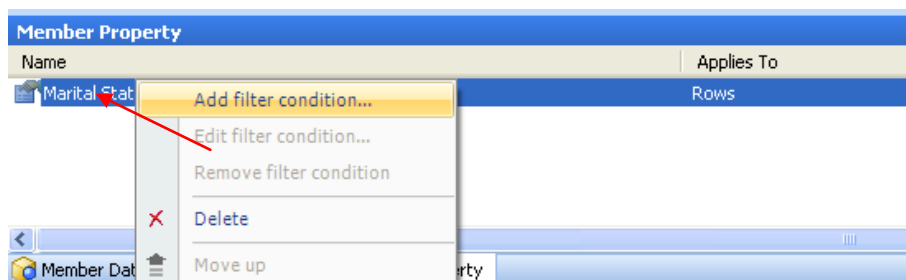 Member Property
Name Applies To
Marital Stat Rows
Add filter condition...
Edit filter condition...
Remove filter condition
Delete
Member Dat Move up rty